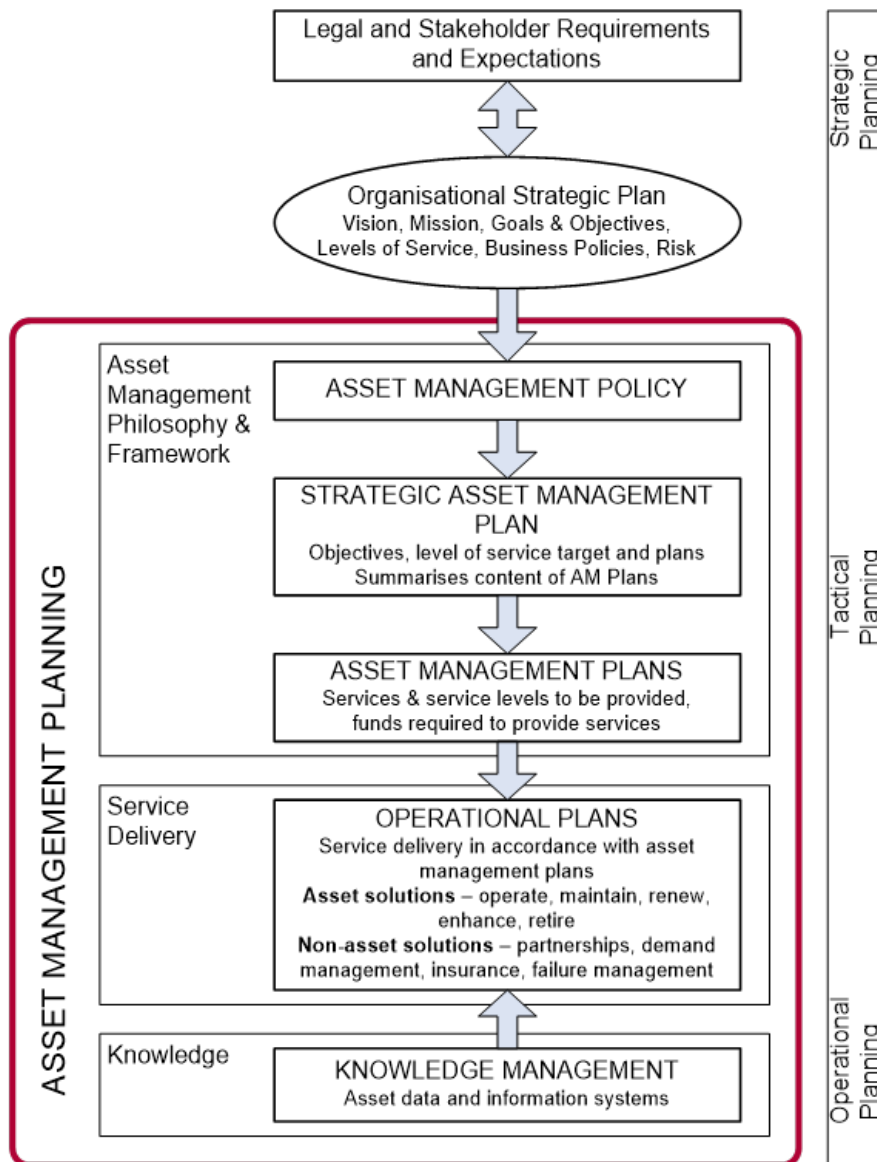 Legal and Stakeholder Requirements
and Expectations
Strategic
Planning
Organisational Strategic Plan
Vision, Mission, Goals & Objectives,
Levels of Service, Business Policies, Risk
ASSET MANAGEMENT PLANNING
Asset
Management
Philosophy &
Framework
ASSET MANAGEMENT POLICY
STRATEGIC ASSET MANAGEMENT
PLAN
Objectives, level of service target and plans
Summarises content of AM Plans
Tactical
Planning
ASSET MANAGEMENT PLANS
Services & service levels to be provided,
funds required to provide services
Service
Delivery
OPERATIONAL PLANS
Service delivery in accordance with asset
management plans
Asset solutions – operate, maintain, renew,
enhance, retire
Non-asset solutions – partnerships, demand
management, insurance, failure management
Operational
Planning
Knowledge
KNOWLEDGE MANAGEMENT
Asset data and information systems